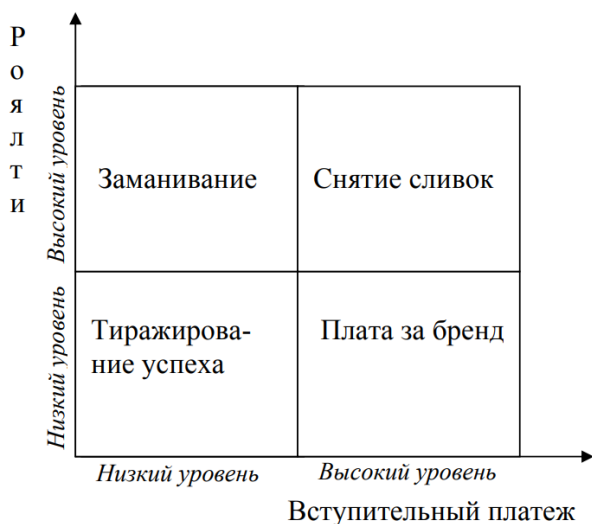 Роялти
Высокий уровень
Заманивание
Снятие сливок
Низкий уровень
Тиражирова-
ние успеха
Плата за бренд
Низкий уровень
Высокий уровень
Вступительный платеж